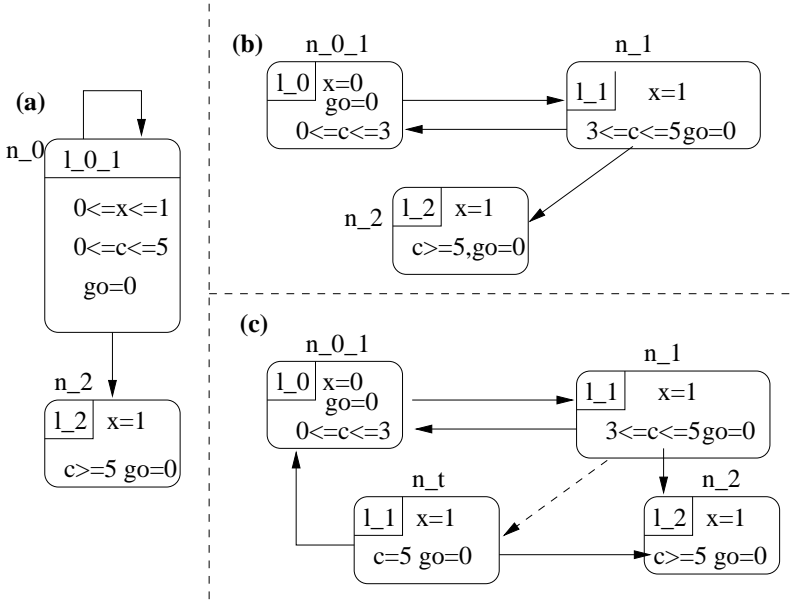 (a)
n_0
l_0_1
0<=x<=1
0<=c<=5
go=0
n_2
l_2 x=1
c>=5 go=0
(b)
n_0_1
l_0 x=0
go=0
0<=c<=3
n_1
l_1 x=1
3<=c<=5go=0
n_2
l_2 x=1
c>=5,go=0
(c)
n_0_1
l_0 x=0
go=0
0<=c<=3
n_1
l_1 x=1
3<=c<=5go=0
n_t
l_1 x=1
c=5 go=0
n_2
l_2 x=1
c>=5 go=0